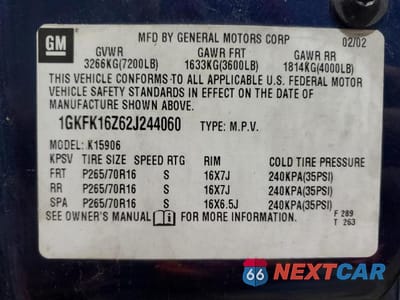 GM
MFD BY GENERAL MOTORS CORP 02/02
GVWR GAWR FRT GAWR RR
3266KG(7200LB) 1633KG(3600LB) 1814KG(4000LB)
THIS VEHICLE CONFORMS TO ALL APPLICABLE U.S. FEDERAL MOTOR
VEHICLE SAFETY STANDARDS IN EFFECT ON THE DATE OF
MANUFACTURE SHOWN ABOVE.
1GKFK16Z62J244060 TYPE: M.P.V.
MODEL: K15906
KPSV TIRE SIZE SPEED RTG RIM COLD TIRE PRESSURE
FRT P265/70R16 S 16X7J 240KPA(35PSI)
RR P265/70R16 S 16X7J 240KPA(35PSI)
SPA P265/70R16 S 16X6.5J 240KPA(35PSI)
SEE OWNER'S MANUAL FOR MORE INFORMATION.
F 289
T 263
66 NEXTCAR